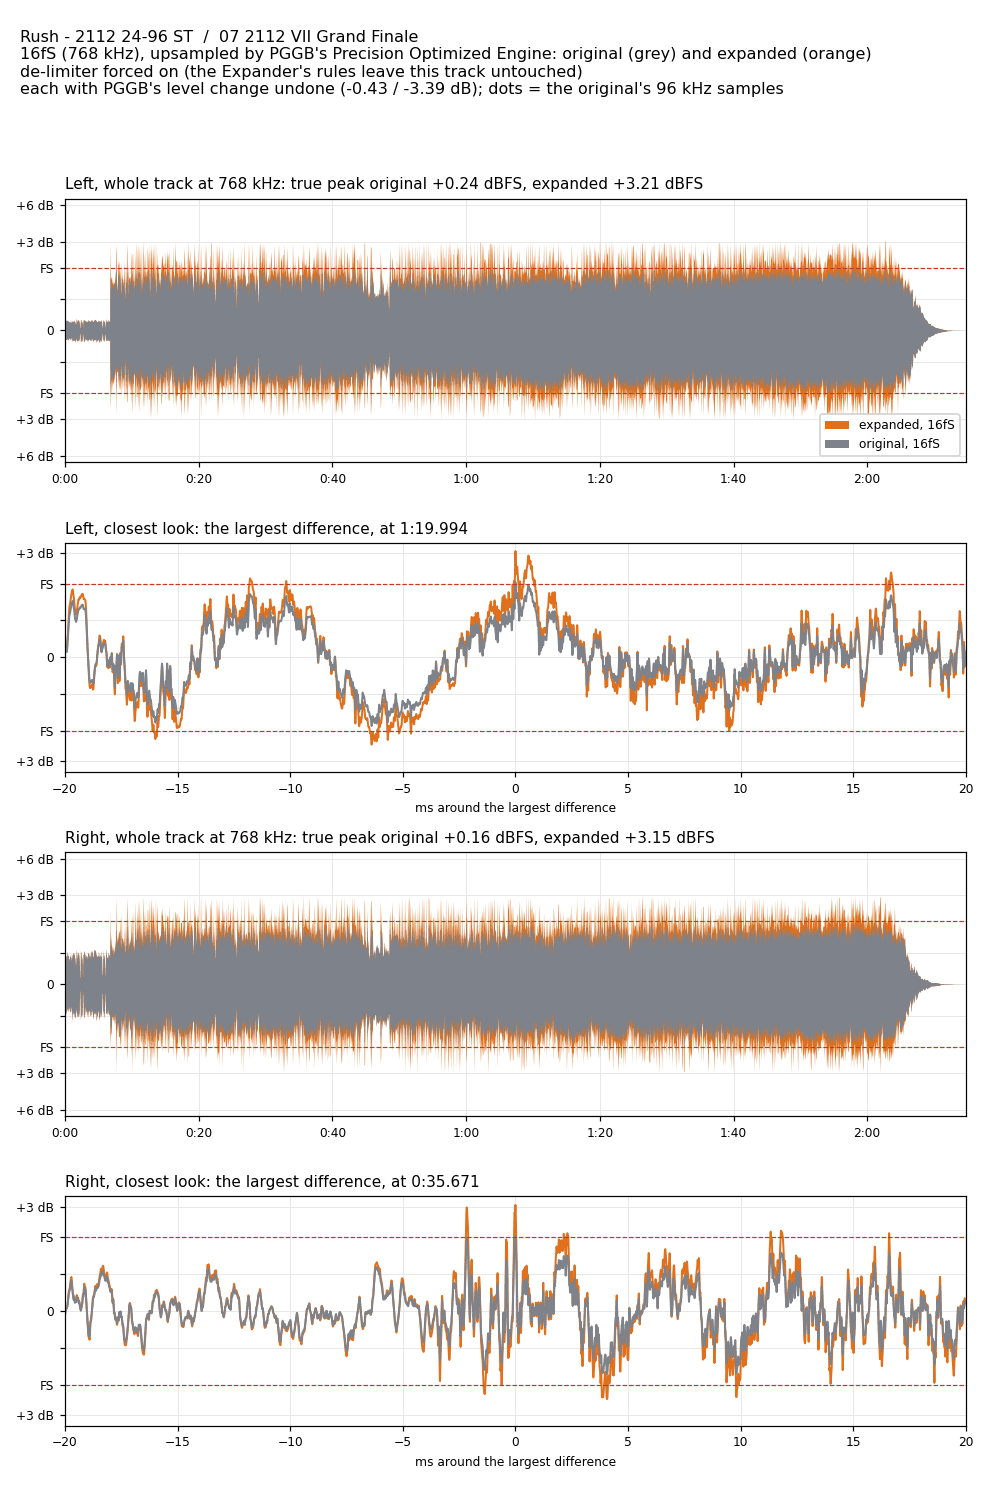 Rush - 2112 24-96 ST  /  07 2112 VII Grand Finale
16fS (768 kHz), upsampled by PGGB's Precision Optimized Engine: original (grey) and expanded (orange)
de-limiter forced on (the Expander's rules leave this track untouched)
each with PGGB's level change undone (-0.43 / -3.39 dB); dots = the original's 96 kHz samples
Left, whole track at 768 kHz: true peak original +0.24 dBFS, expanded +3.21 dBFS
+6 dB
+3 dB
FS
0
FS
+3 dB
+6 dB
expanded, 16fS
original, 16fS
0:00 0:20 0:40 1:00 1:20 1:40 2:00
Left, closest look: the largest difference, at 1:19.994
+3 dB
FS
0
FS
+3 dB
−20 −15 −10 −5 0 5 10 15 20
ms around the largest difference
Right, whole track at 768 kHz: true peak original +0.16 dBFS, expanded +3.15 dBFS
+6 dB
+3 dB
FS
0
FS
+3 dB
+6 dB
0:00 0:20 0:40 1:00 1:20 1:40 2:00
Right, closest look: the largest difference, at 0:35.671
+3 dB
FS
0
FS
+3 dB
−20 −15 −10 −5 0 5 10 15 20
ms around the largest difference